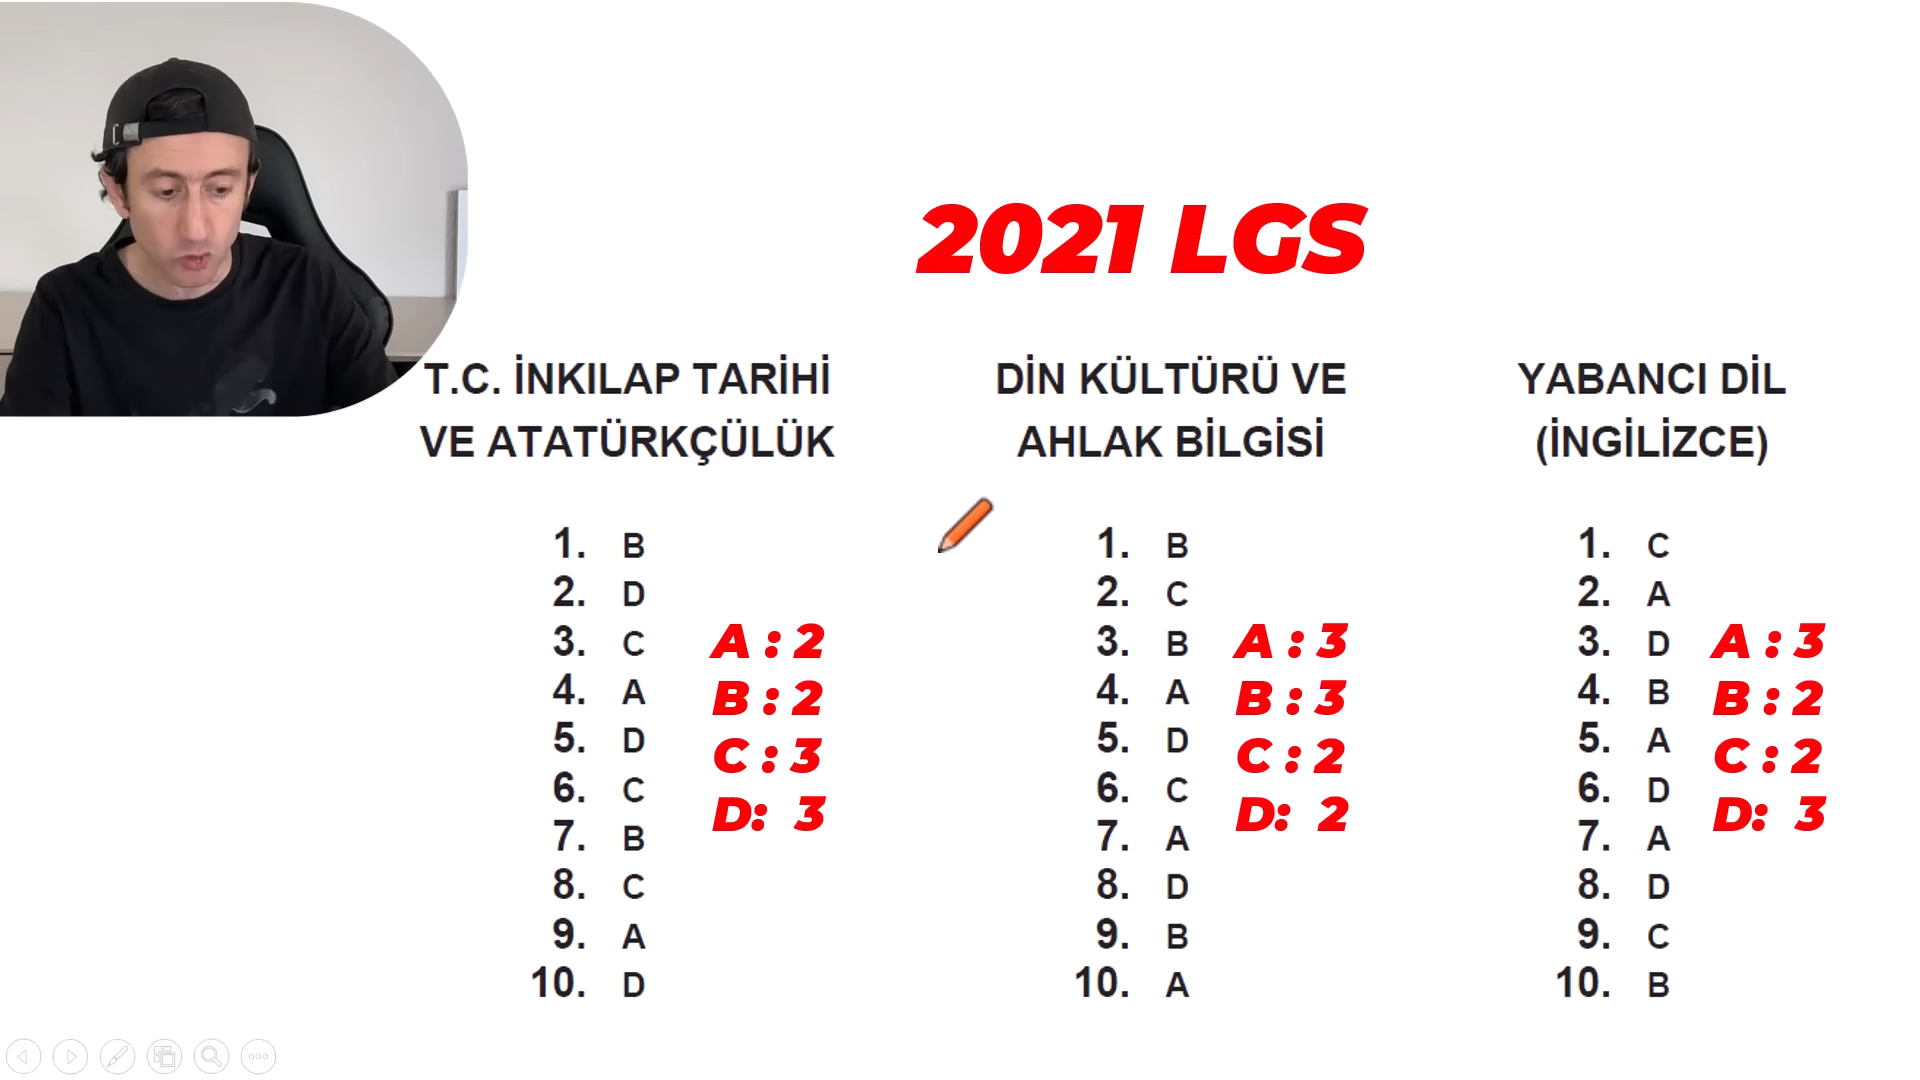 2021 LGS
T.C. İNKILAP TARİHİ
VE ATATÜRKÇÜLÜK
1. B
2. D
3. C
4. A
5. D
6. C
7. B
8. C
9. A
10. D
A : 2
B : 2
C : 3
D: 3
DİN KÜLTÜRÜ VE
AHLAK BİLGİSİ
1. B
2. C
3. B
4. A
5. D
6. C
7. A
8. D
9. B
10. A
A : 3
B : 3
C : 2
D: 2
YABANCI DİL
(İNGİLİZCE)
1. C
2. A
3. D
4. B
5. A
6. D
7. A
8. D
9. C
10. B
A : 3
B : 2
C : 2
D: 3